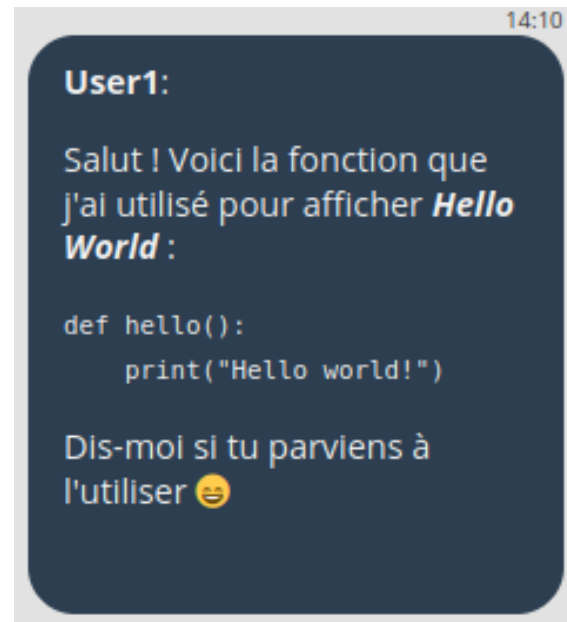 14:10
User1:
Salut ! Voici la fonction que
j'ai utilisé pour afficher Hello
World :
def hello():
    print("Hello world!")
Dis-moi si tu parviens à
l'utiliser 😄